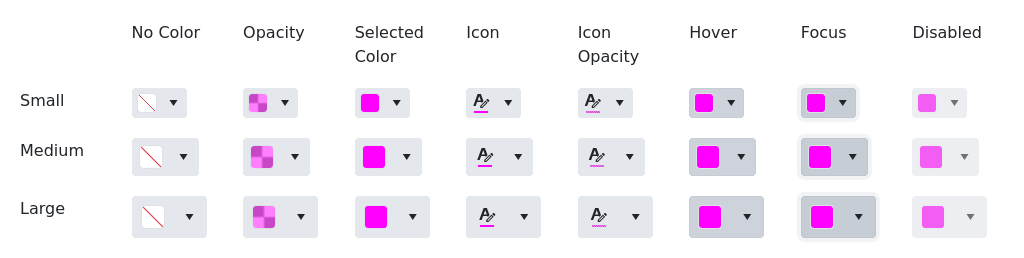 No Color Opacity Selected Color Icon Icon Opacity Hover Focus Disabled
Small
Medium
Large